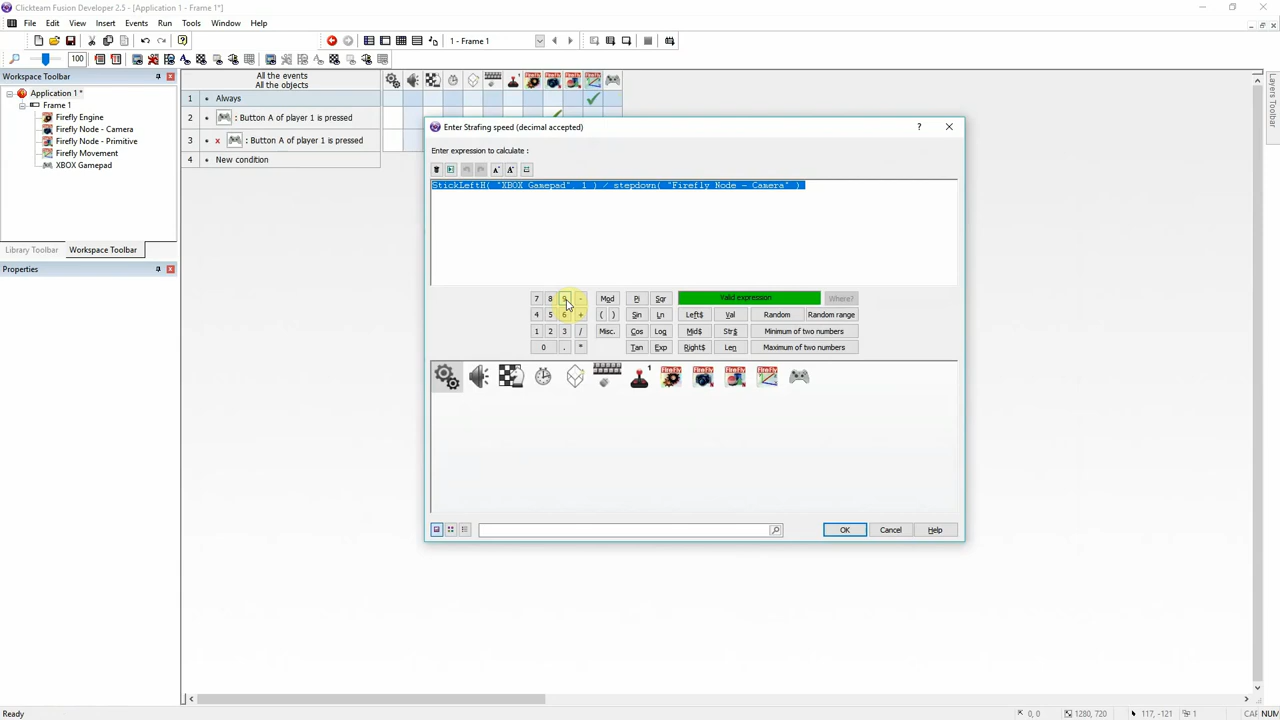 Clickteam Fusion Developer 2.5 - [Application 1 - Frame 1*]
File Edit View Insert Events Run Tools Window Help
100 1 - Frame 1
Workspace Toolbar
Application 1 *
Frame 1
Firefly Engine
Firefly Node - Camera
Firefly Node - Primitive
Firefly Movement
XBOX Gamepad
Library Toolbar Workspace Toolbar
Properties
All the events
All the objects
1 Always
2 : Button A of player 1 is pressed
3 x : Button A of player 1 is pressed
4 New condition
Enter Strafing speed (decimal accepted)
Enter expression to calculate :
StickLeftH( "XBOX Gamepad", 1 ) / stepdown( "Firefly Node - Camera" )
7 8 9 - Mod Pi Sqr Valid expression Where?
4 5 6 + ( ) Sin Ln Left$ Val Random Random range
1 2 3 / Misc. Cos Log Mid$ Str$ Minimum of two numbers
0 . * Tan Exp Right$ Len Maximum of two numbers
OK Cancel Help
Layers Toolbar
Ready 0, 0 1280, 720 117, -121 1 CAP NUM